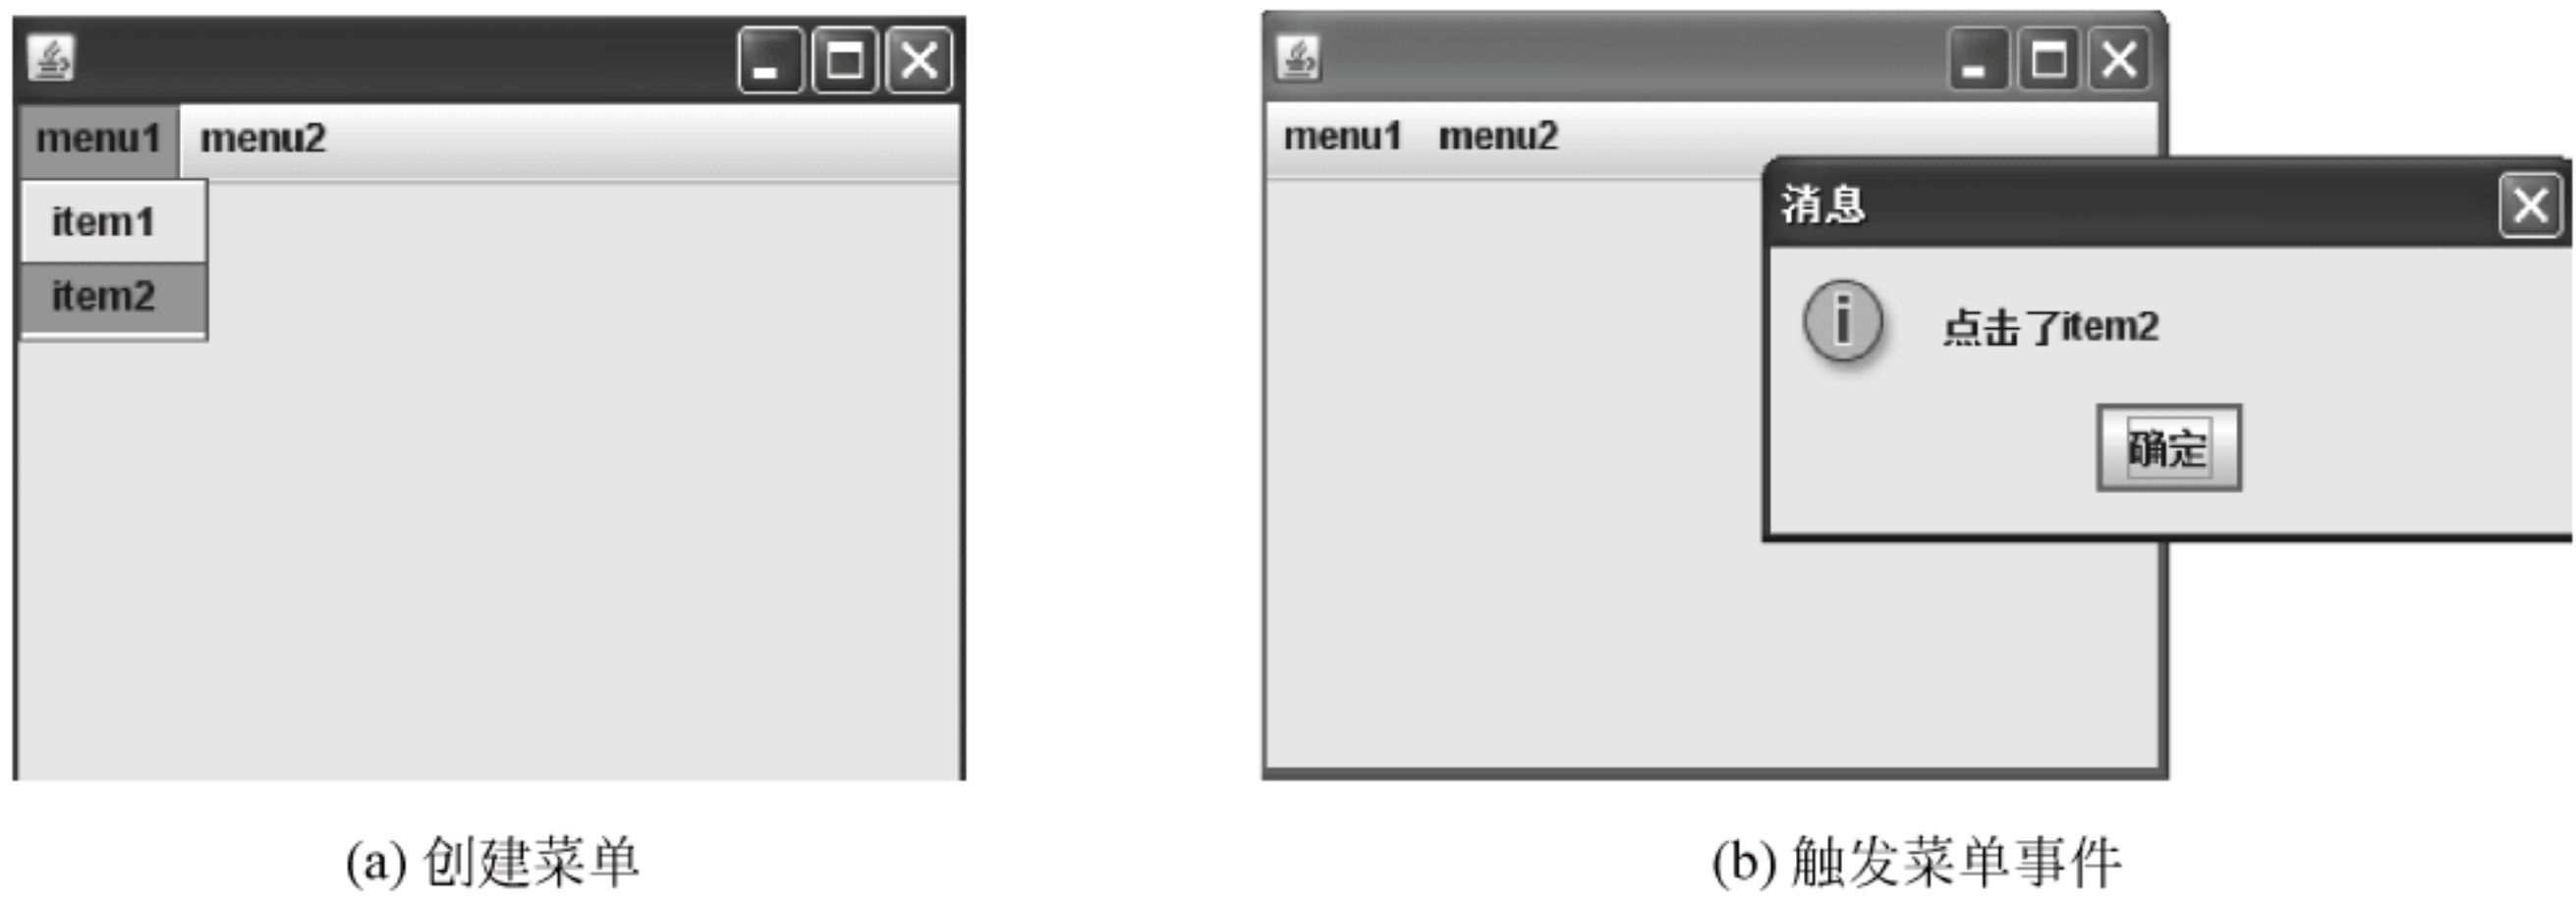 menu1 menu2
item1
item2
menu1 menu2
消息
点击了item2
确定
(a) 创建菜单
(b) 触发菜单事件